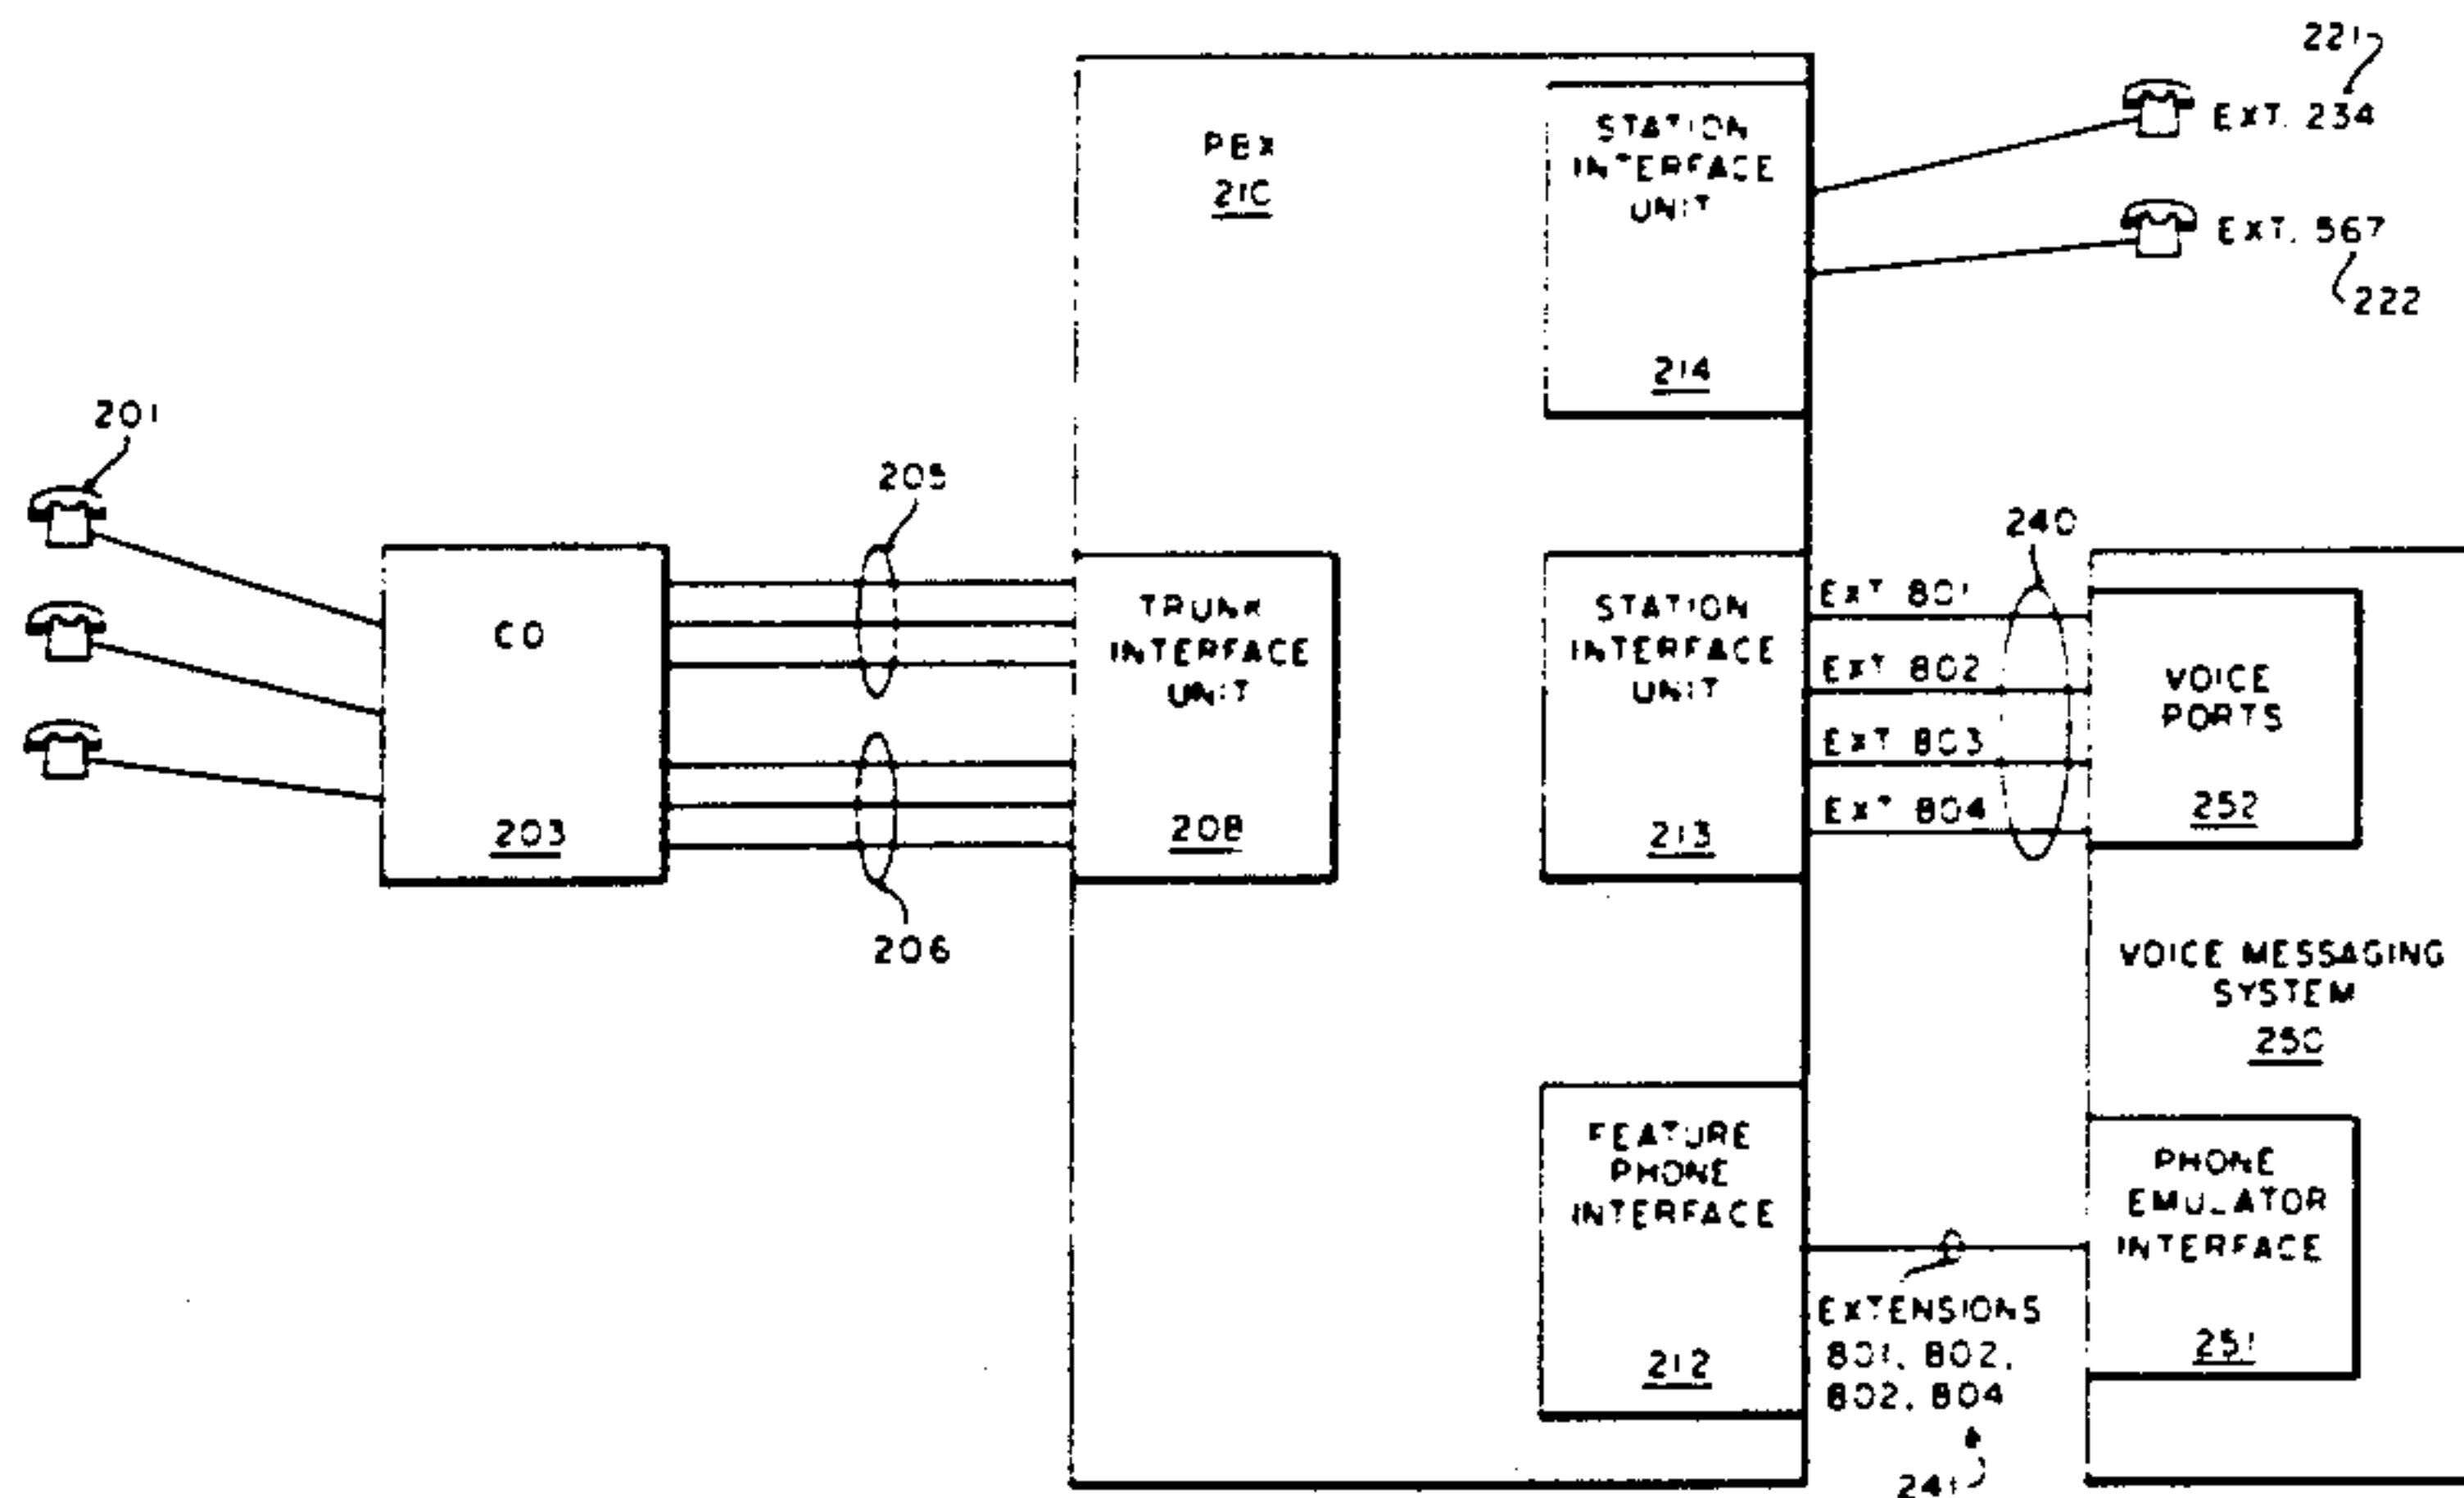 201
CO
203
205
206
PBX
210
TRUNK
INTERFACE
UNIT
208
STATION
INTERFACE
UNIT
214
221
EXT. 234
EXT. 567
222
STATION
INTERFACE
UNIT
213
240
EXT 801
EXT 802
EXT 803
EXT 804
VOICE
PORTS
252
VOICE MESSAGING
SYSTEM
250
FEATURE
PHONE
INTERFACE
212
EXTENSIONS
801, 802,
802, 804
241
PHONE
EMULATOR
INTERFACE
251